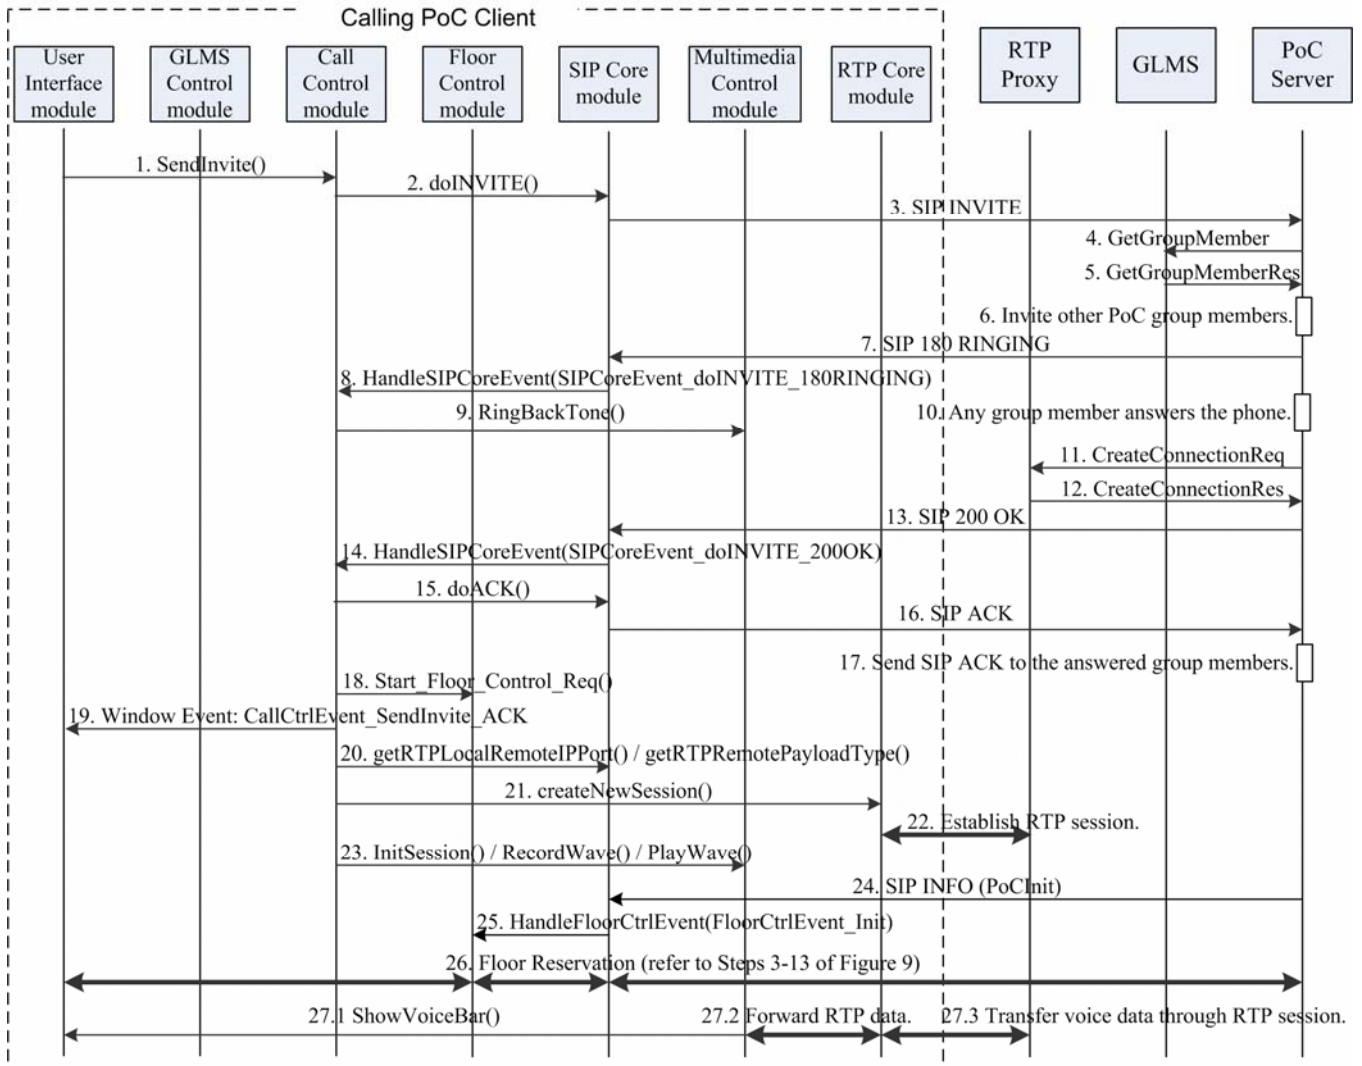 Calling PoC Client
User
Interface
module
GLMS
Control
module
Call
Control
module
Floor
Control
module
SIP Core
module
Multimedia
Control
module
RTP Core
module
RTP
Proxy
GLMS
PoC
Server
1. SendInvite()
2. doINVITE()
3. SIP INVITE
4. GetGroupMember
5. GetGroupMemberRes
6. Invite other PoC group members.
7. SIP 180 RINGING
8. HandleSIPCoreEvent(SIPCoreEvent_doINVITE_180RINGING)
9. RingBackTone()
10. Any group member answers the phone.
11. CreateConnectionReq
12. CreateConnectionRes
13. SIP 200 OK
14. HandleSIPCoreEvent(SIPCoreEvent_doINVITE_200OK)
15. doACK()
16. SIP ACK
17. Send SIP ACK to the answered group members.
18. Start_Floor_Control_Req()
19. Window Event: CallCtrlEvent_SendInvite_ACK
20. getRTPLocalRemoteIPPort() / getRTPRemotePayloadType()
21. createNewSession()
22. Establish RTP session.
23. InitSession() / RecordWave() / PlayWave()
24. SIP INFO (PoCInit)
25. HandleFloorCtrlEvent(FloorCtrlEvent_Init)
26. Floor Reservation (refer to Steps 3-13 of Figure 9)
27.1 ShowVoiceBar()
27.2 Forward RTP data.
27.3 Transfer voice data through RTP session.